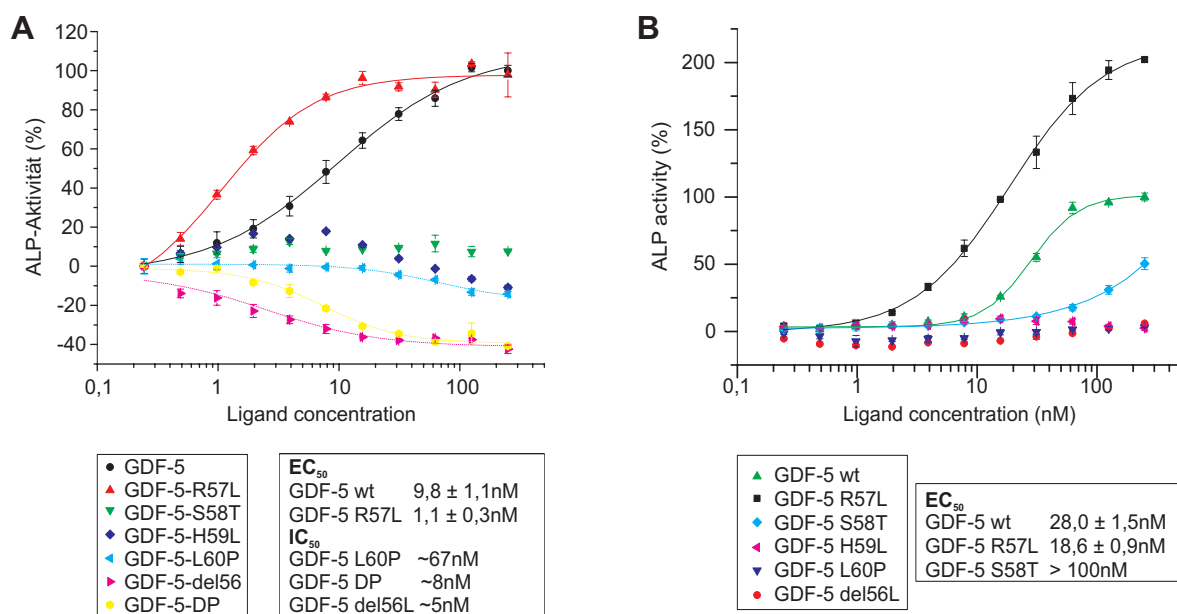 A
120
100
80
60
40
20
0
-20
-40
ALP-Aktivität (%)
0,1
1
10
100
Ligand concentration
GDF-5
GDF-5-R57L
GDF-5-S58T
GDF-5-H59L
GDF-5-L60P
GDF-5-del56
GDF-5-DP
EC50
GDF-5 wt 9,8 ± 1,1nM
GDF-5 R57L 1,1 ± 0,3nM
IC50
GDF-5 L60P ~67nM
GDF-5 DP ~8nM
GDF-5 del56L ~5nM
B
200
150
100
50
0
ALP activity (%)
0,1
1
10
100
Ligand concentration (nM)
GDF-5 wt
GDF-5 R57L
GDF-5 S58T
GDF-5 H59L
GDF-5 L60P
GDF-5 del56L
EC50
GDF-5 wt 28,0 ± 1,5nM
GDF-5 R57L 18,6 ± 0,9nM
GDF-5 S58T > 100nM